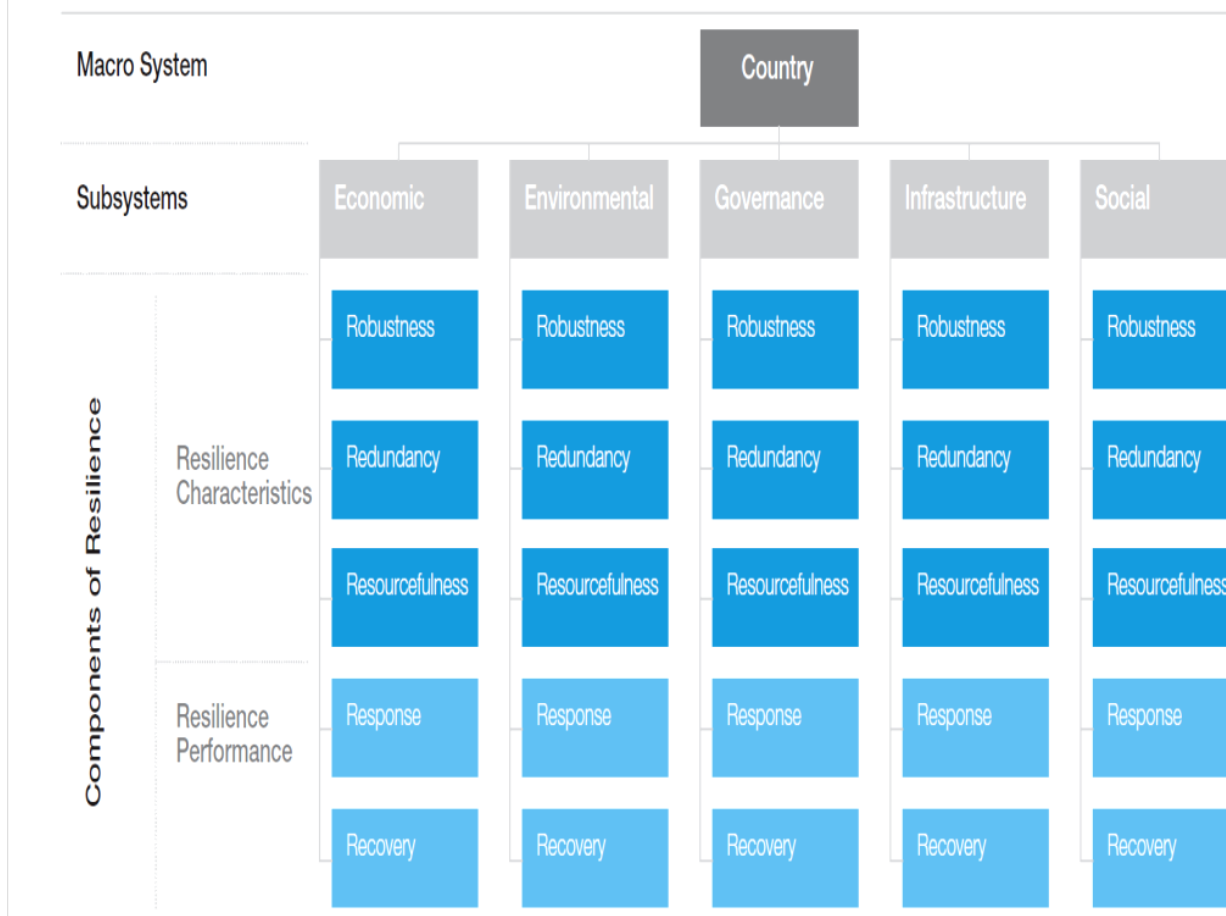 Macro System
Country
Subsystems
Economic
Environmental
Governance
Infrastructure
Social
Components of Resilience
Resilience
Characteristics
Robustness
Robustness
Robustness
Robustness
Robustness
Redundancy
Redundancy
Redundancy
Redundancy
Redundancy
Resourcefulness
Resourcefulness
Resourcefulness
Resourcefulness
Resourcefulness
Resilience
Performance
Response
Response
Response
Response
Response
Recovery
Recovery
Recovery
Recovery
Recovery